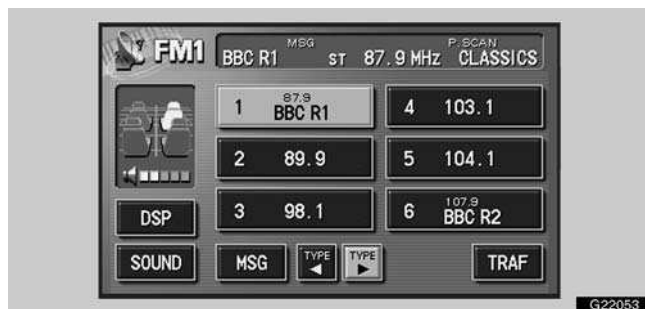 FM1
MSG P.SCAN
BBC R1 ST 87.9 MHz CLASSICS
1 87.9 BBC R1
4 103.1
2 89.9
5 104.1
3 98.1
6 107.9 BBC R2
DSP
SOUND
MSG
TYPE ◀
TYPE ▶
TRAF
G22053